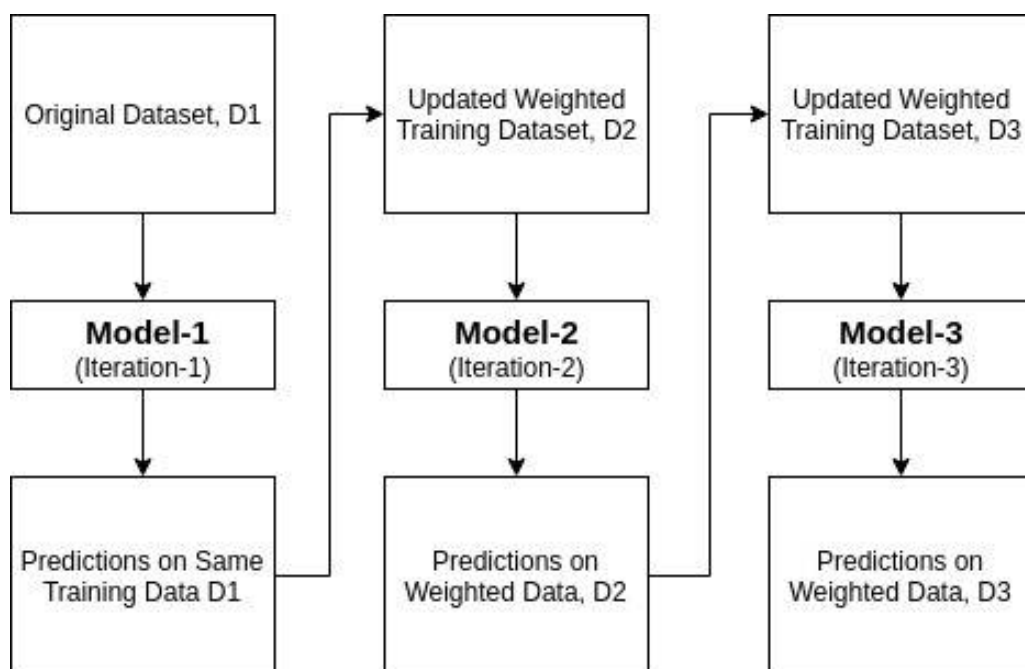 Original Dataset, D1
Updated Weighted
Training Dataset, D2
Updated Weighted
Training Dataset, D3
Model-1
(Iteration-1)
Model-2
(Iteration-2)
Model-3
(Iteration-3)
Predictions on Same
Training Data D1
Predictions on
Weighted Data, D2
Predictions on
Weighted Data, D3